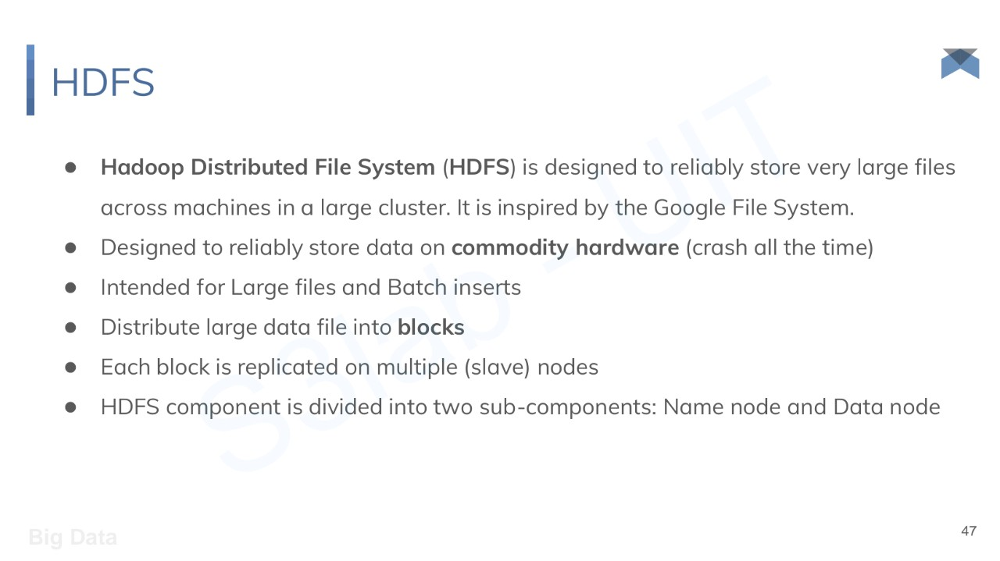 HDFS
● Hadoop Distributed File System (HDFS) is designed to reliably store very large files
across machines in a large cluster. It is inspired by the Google File System.
● Designed to reliably store data on commodity hardware (crash all the time)
● Intended for Large files and Batch inserts
● Distribute large data file into blocks
● Each block is replicated on multiple (slave) nodes
● HDFS component is divided into two sub-components: Name node and Data node
S3lab - UIT
Big Data
47